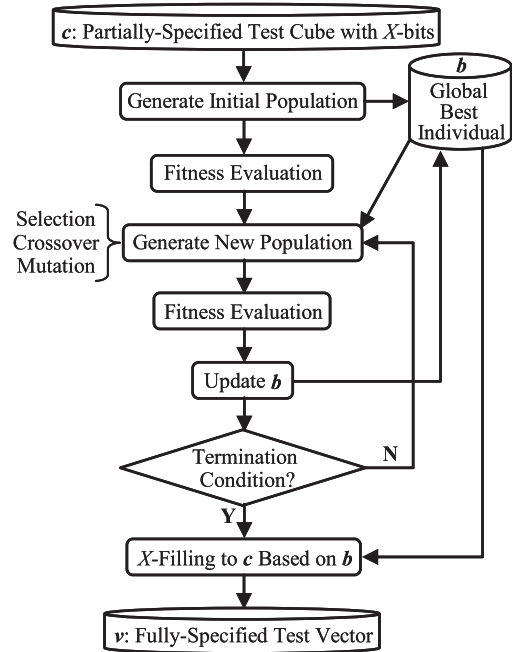 c: Partially-Specified Test Cube with X-bits
Generate Initial Population
b
Global
Best
Individual
Fitness Evaluation
Selection
Crossover
Mutation
Generate New Population
Fitness Evaluation
Update b
Termination
Condition?
N
Y
X-Filling to c Based on b
v: Fully-Specified Test Vector